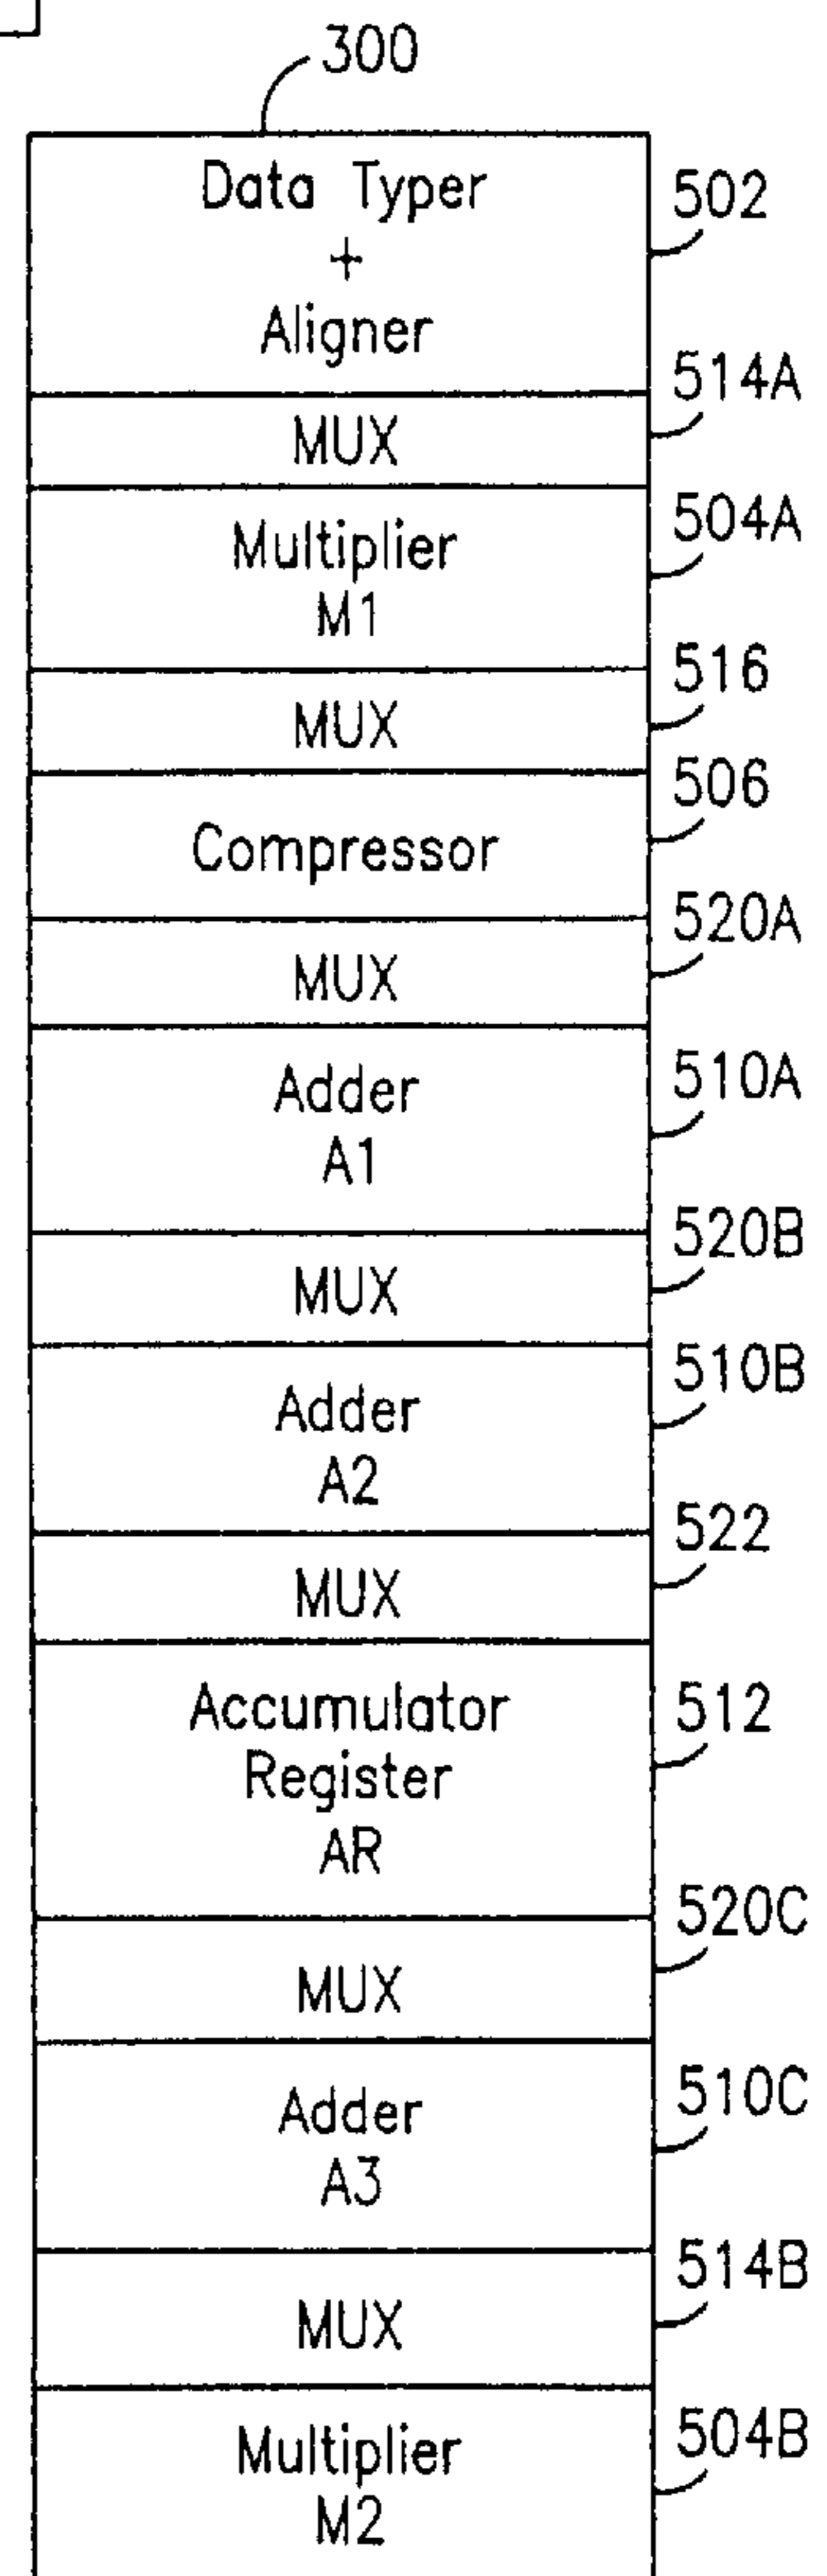 300
Data Typer
+
Aligner
502
MUX
514A
Multiplier
M1
504A
MUX
516
Compressor
506
MUX
520A
Adder
A1
510A
MUX
520B
Adder
A2
510B
MUX
522
Accumulator
Register
AR
512
MUX
520C
Adder
A3
510C
MUX
514B
Multiplier
M2
504B